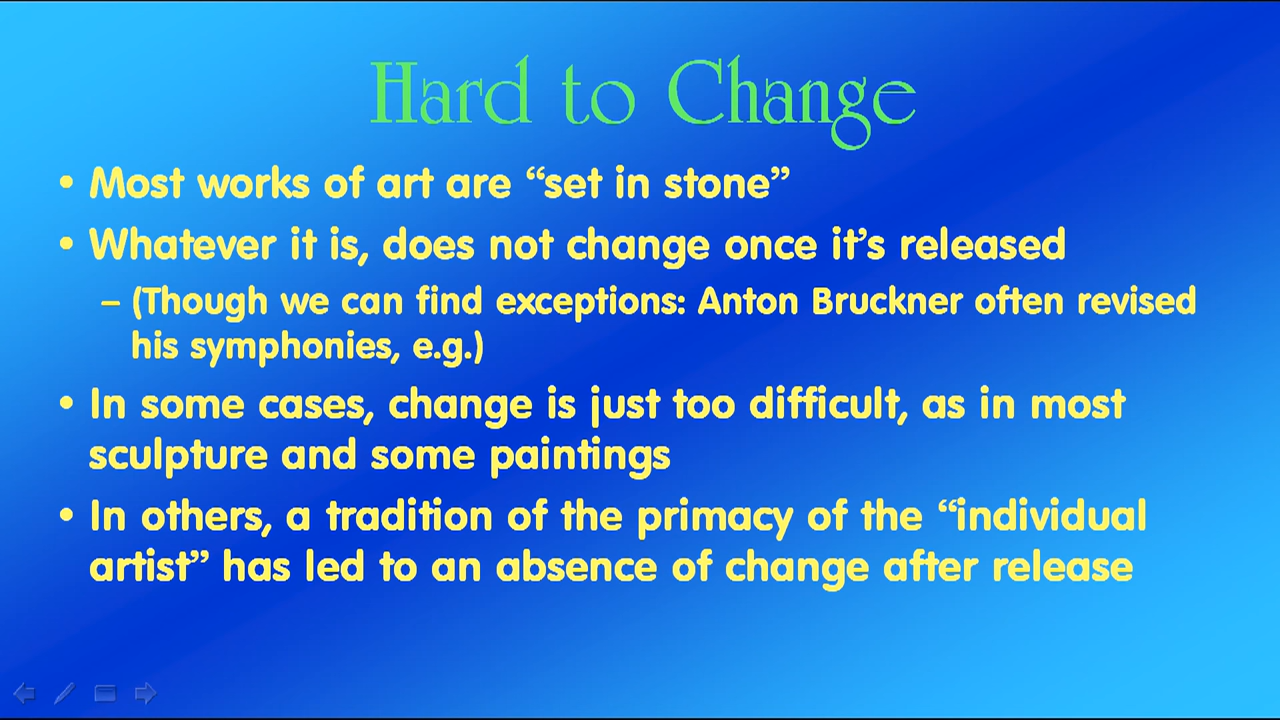 Hard to Change
• Most works of art are “set in stone”
• Whatever it is, does not change once it’s released
– (Though we can find exceptions: Anton Bruckner often revised
his symphonies, e.g.)
• In some cases, change is just too difficult, as in most
sculpture and some paintings
• In others, a tradition of the primacy of the “individual
artist” has led to an absence of change after release